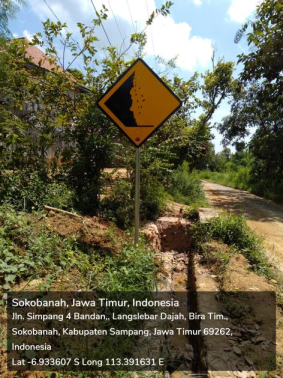 Sokobanah, Jawa Timur, Indonesia
Jln. Simpang 4 Bandan,, Langslebar Dajah, Bira Tim.,
Sokobanah, Kabupaten Sampang, Jawa Timur 69262,
Indonesia
Lat -6.933607 S Long 113.391631 E